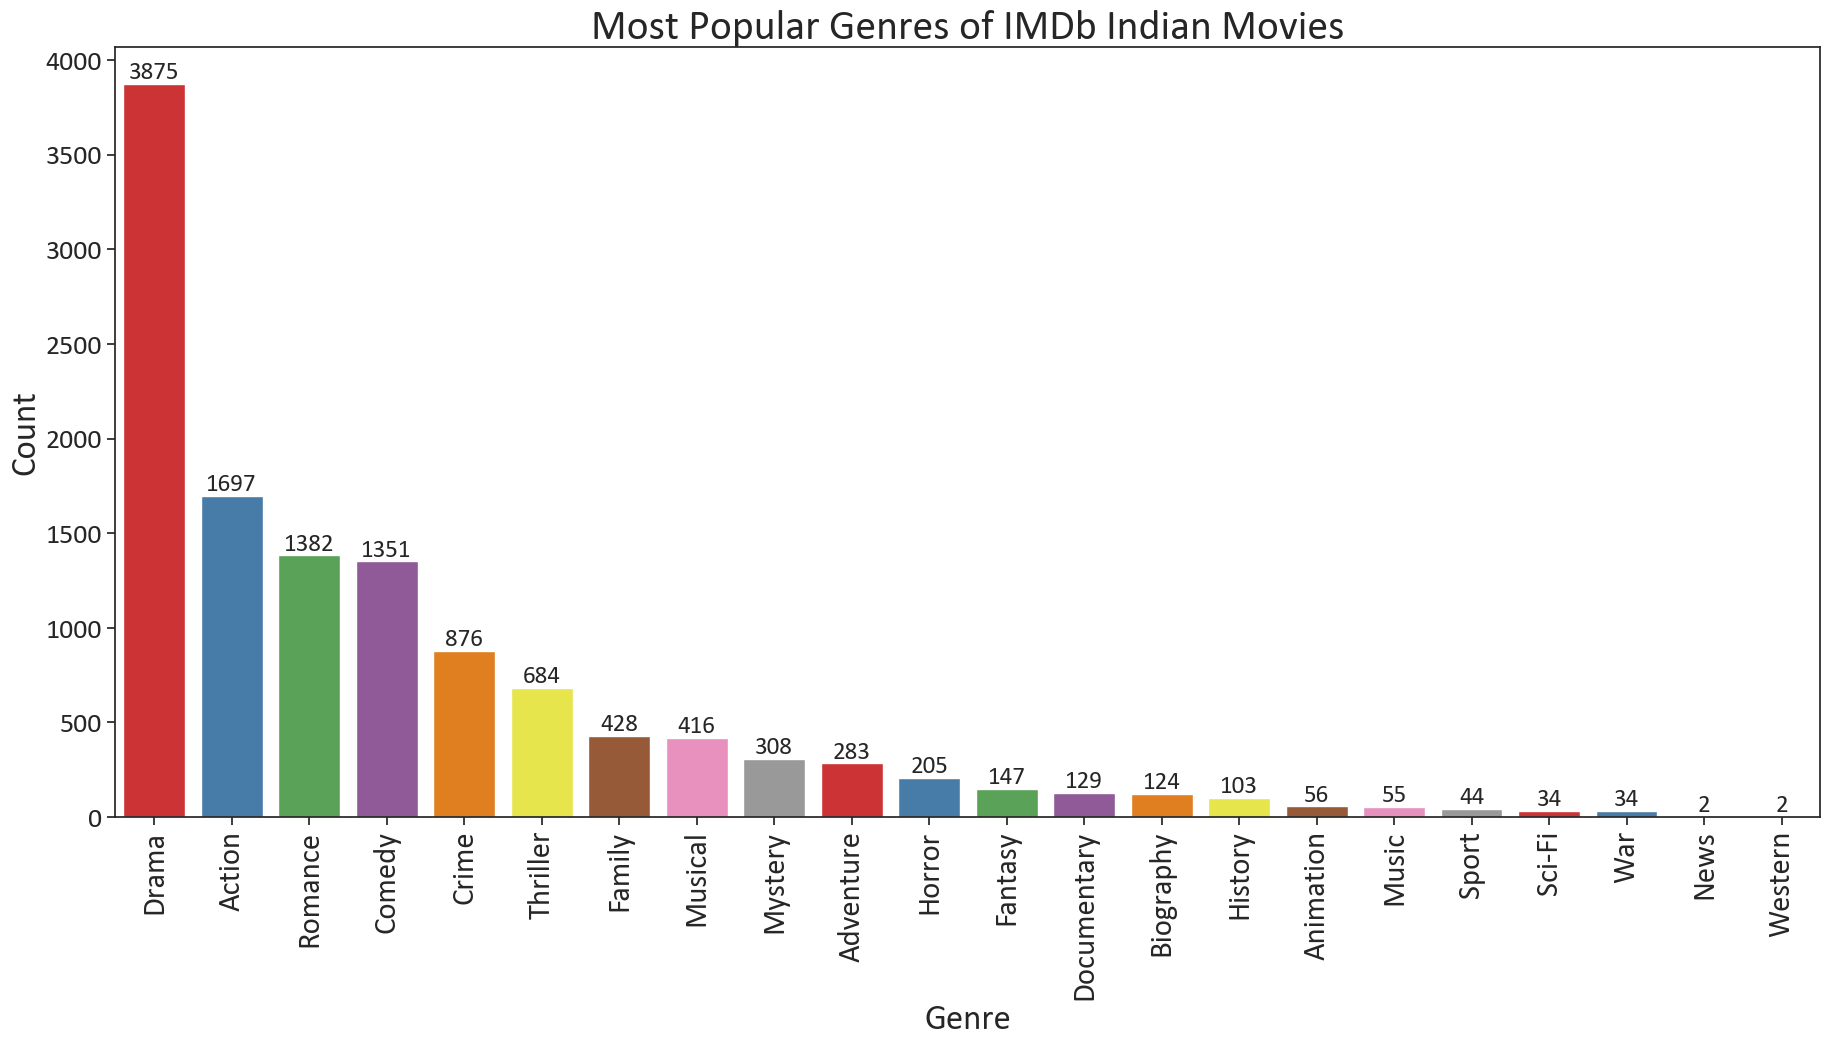 Most Popular Genres of IMDb Indian Movies
Count
4000
3500
3000
2500
2000
1500
1000
500
0
3875
1697
1382
1351
876
684
428
416
308
283
205
147
129
124
103
56
55
44
34
34
2
2
Drama
Action
Romance
Comedy
Crime
Thriller
Family
Musical
Mystery
Adventure
Horror
Fantasy
Documentary
Biography
History
Animation
Music
Sport
Sci-Fi
War
News
Western
Genre